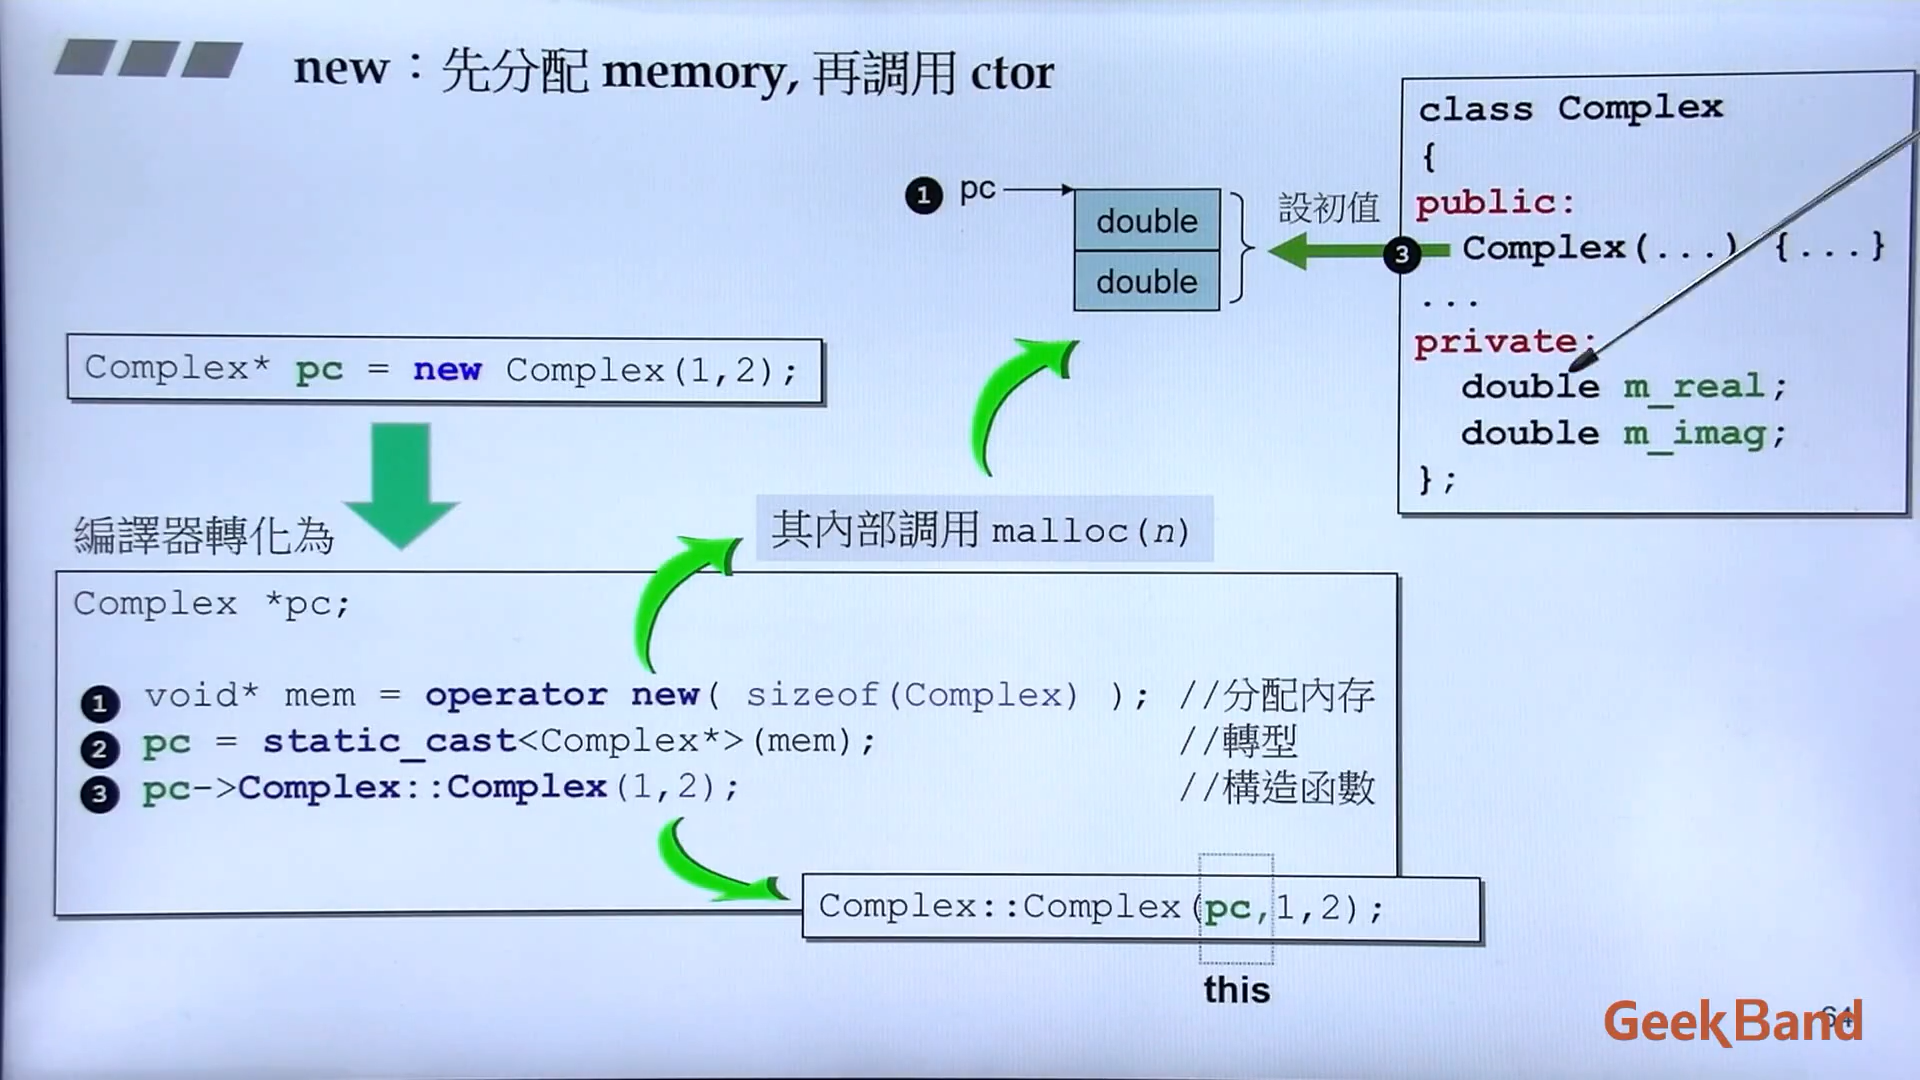 new：先分配 memory, 再調用 ctor
class Complex
{
public:
Complex(...) {...}
...
private:
double m_real;
double m_imag;
};
1 pc
double
double
設初值
3
Complex* pc = new Complex(1,2);
編譯器轉化為
其內部調用 malloc(n)
Complex *pc;
1 void* mem = operator new( sizeof(Complex) ); //分配內存
2 pc = static_cast<Complex*>(mem); //轉型
3 pc->Complex::Complex(1,2); //構造函數
Complex::Complex(pc,1,2);
this
GeekBand
64